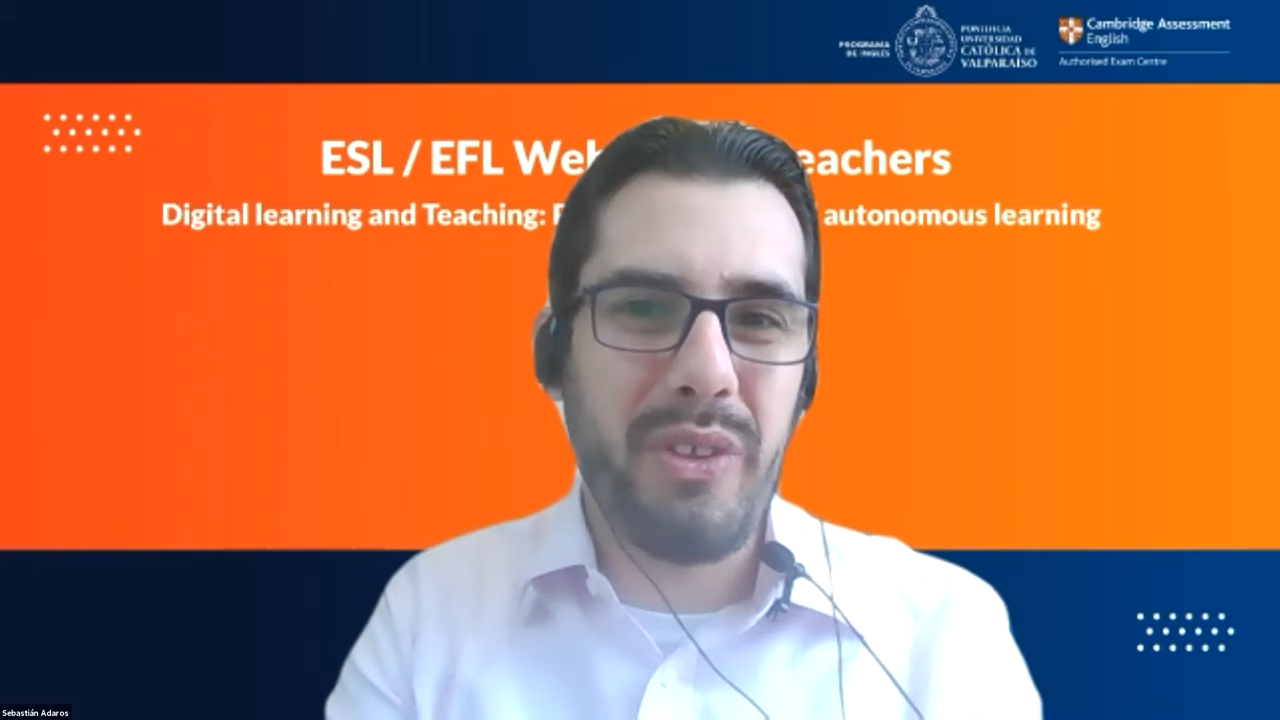 PROGRAMA
DE INGLÉS
PONTIFICIA
UNIVERSIDAD
CATÓLICA DE
VALPARAÍSO
Cambridge Assessment
English
Authorised Exam Centre
ESL / EFL Web eachers
Digital learning and Teaching: autonomous learning
Sebastián Adaros